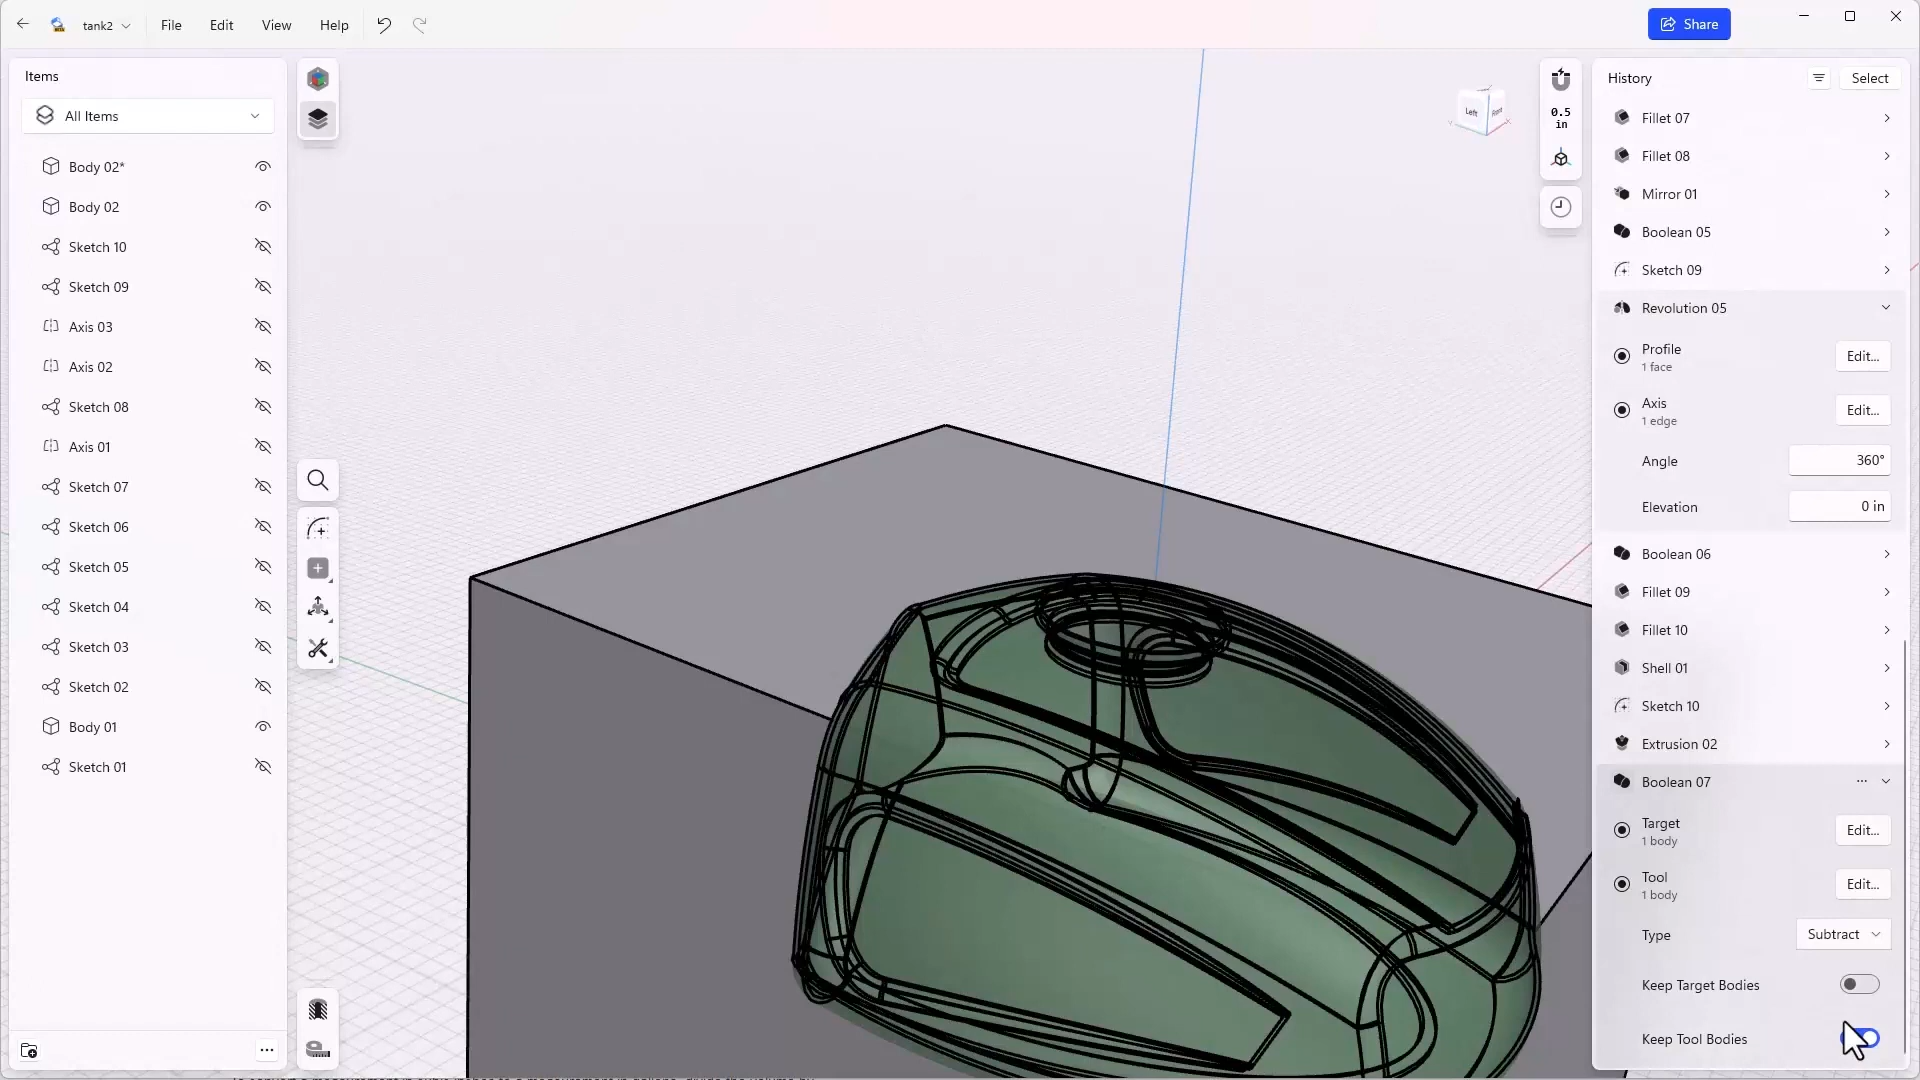 tank2
File
Edit
View
Help
Share
Items
All Items
Body 02*
Body 02
Sketch 10
Sketch 09
Axis 03
Axis 02
Sketch 08
Axis 01
Sketch 07
Sketch 06
Sketch 05
Sketch 04
Sketch 03
Sketch 02
Body 01
Sketch 01
Left
Front
0.5
in
History
Select
Fillet 07
Fillet 08
Mirror 01
Boolean 05
Sketch 09
Revolution 05
Profile
1 face
Edit...
Axis
1 edge
Edit...
Angle
360°
Elevation
0 in
Boolean 06
Fillet 09
Fillet 10
Shell 01
Sketch 10
Extrusion 02
Boolean 07
Target
1 body
Edit...
Tool
1 body
Edit...
Type
Subtract
Keep Target Bodies
Keep Tool Bodies